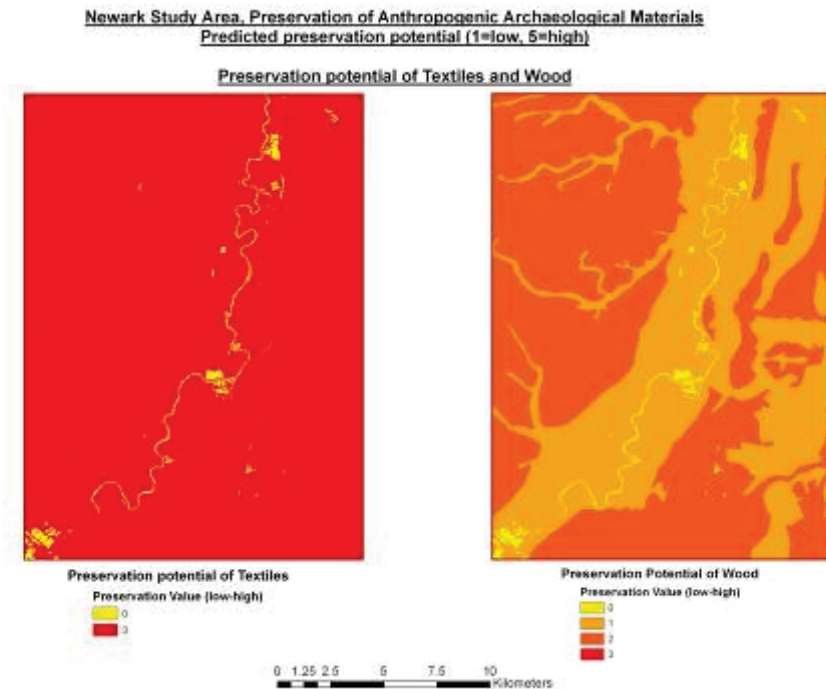 Newark Study Area, Preservation of Anthropogenic Archaeological Materials
Predicted preservation potential (1=low, 5=high)
Preservation potential of Textiles and Wood
Preservation potential of Textiles
Preservation Value (low-high)
0
3
Preservation Potential of Wood
Preservation Value (low-high)
0
1
2
3
0 1.25 2.5 5 7.5 10
Kilometers